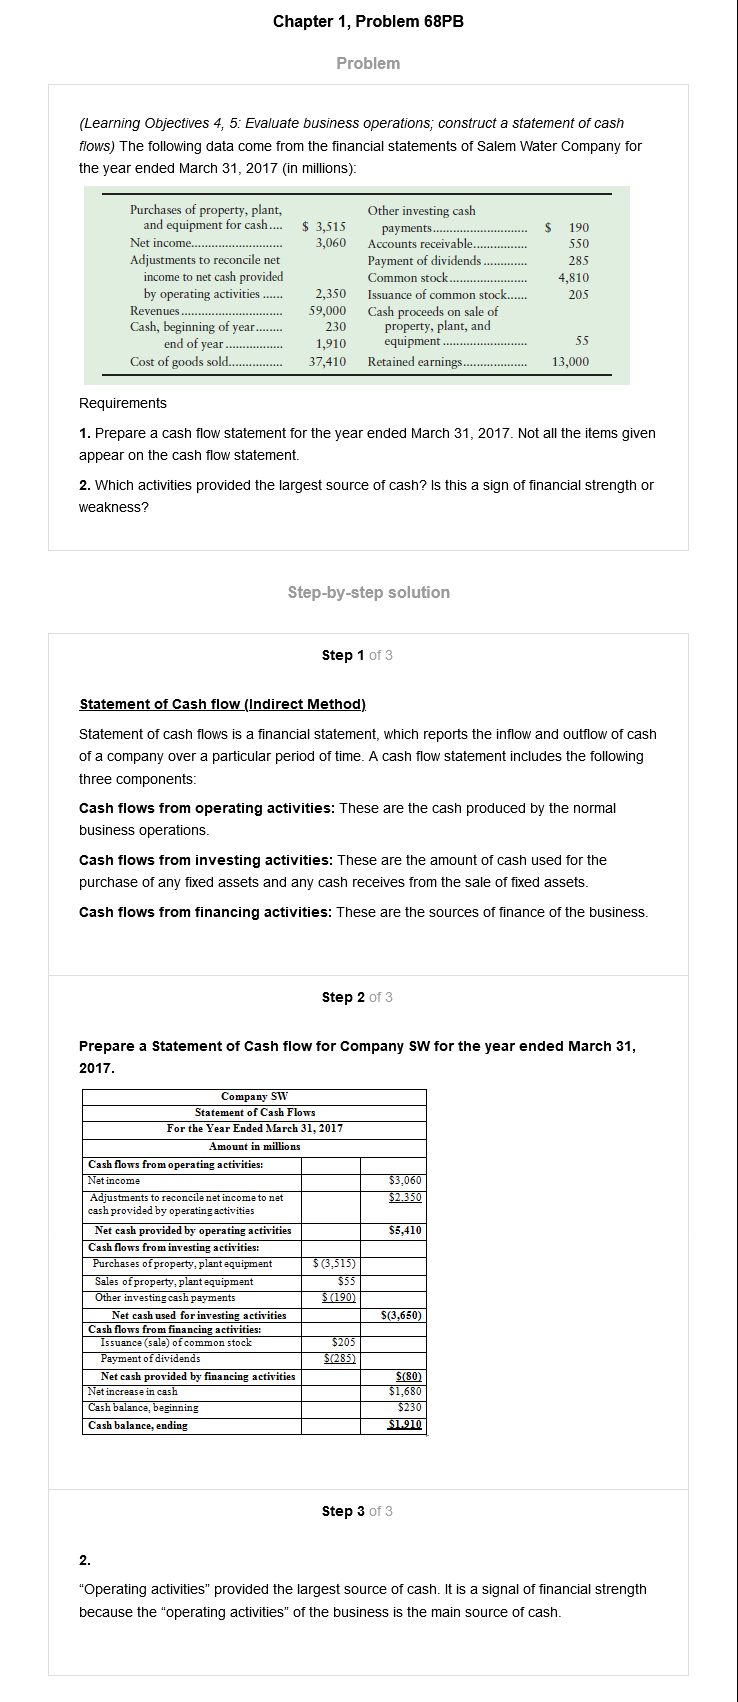 Chapter 1, Problem 68PB
Problem
(Learning Objectives 4, 5: Evaluate business operations; construct a statement of cash
flows) The following data come from the financial statements of Salem Water Company for
the year ended March 31, 2017 (in millions):
Purchases of property, plant,
and equipment for cash.... $ 3,515
Net income........................... 3,060
Adjustments to reconcile net
income to net cash provided
by operating activities ...... 2,350
Revenues.............................. 59,000
Cash, beginning of year........ 230
end of year ................. 1,910
Cost of goods sold................ 37,410
Other investing cash
payments............................ $ 190
Accounts receivable................ 550
Payment of dividends ............. 285
Common stock....................... 4,810
Issuance of common stock...... 205
Cash proceeds on sale of
property, plant, and
equipment ......................... 55
Retained earnings................... 13,000
Requirements
1. Prepare a cash flow statement for the year ended March 31, 2017. Not all the items given
appear on the cash flow statement.
2. Which activities provided the largest source of cash? Is this a sign of financial strength or
weakness?
Step-by-step solution
Step 1 of 3
Statement of Cash flow (Indirect Method)
Statement of cash flows is a financial statement, which reports the inflow and outflow of cash
of a company over a particular period of time. A cash flow statement includes the following
three components:
Cash flows from operating activities: These are the cash produced by the normal
business operations.
Cash flows from investing activities: These are the amount of cash used for the
purchase of any fixed assets and any cash receives from the sale of fixed assets.
Cash flows from financing activities: These are the sources of finance of the business.
Step 2 of 3
Prepare a Statement of Cash flow for Company SW for the year ended March 31,
2017.
Company SW
Statement of Cash Flows
For the Year Ended March 31, 2017
Amount in millions
Cash flows from operating activities:
Net income $3,060
Adjustments to reconcile net income to net $2,350
cash provided by operating activities
Net cash provided by operating activities $5,410
Cash flows from investing activities:
Purchases of property, plant equipment $ (3,515)
Sales of property, plant equipment $55
Other investing cash payments $ (190)
Net cash used for investing activities $(3,650)
Cash flows from financing activities:
Issuance (sale) of common stock $205
Payment of dividends $(285)
Net cash provided by financing activities $(80)
Net increase in cash $1,680
Cash balance, beginning $230
Cash balance, ending $1,910
Step 3 of 3
2.
“Operating activities” provided the largest source of cash. It is a signal of financial strength
because the “operating activities” of the business is the main source of cash.